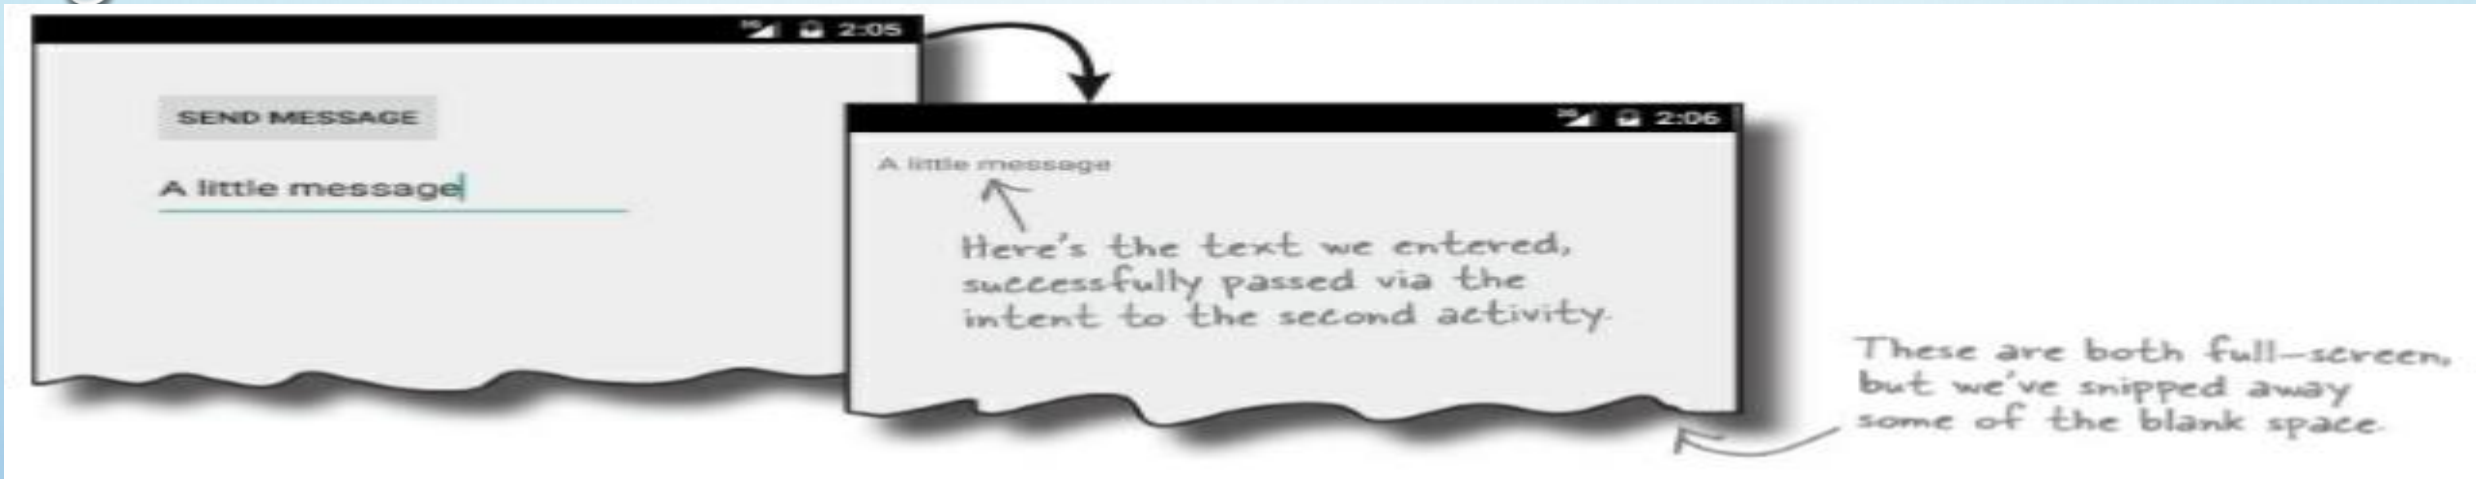 2:05
SEND MESSAGE
A little message
2:06
A little message
Here's the text we entered,
successfully passed via the
intent to the second activity.
These are both full-screen,
but we've snipped away
some of the blank space.